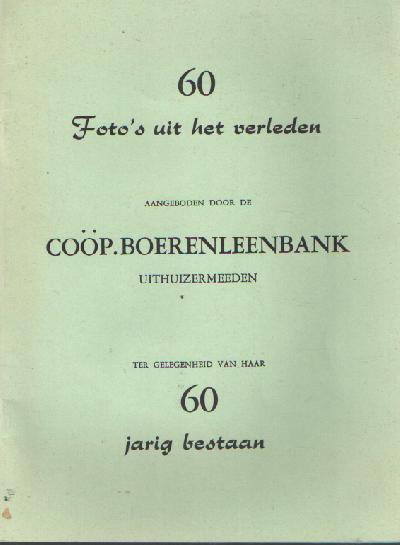 60
Foto's uit het verleden
AANGEBODEN DOOR DE
COÖP.BOERENLEENBANK
UITHUIZERMEEDEN
TER GELEGENHEID VAN HAAR
60
jarig bestaan